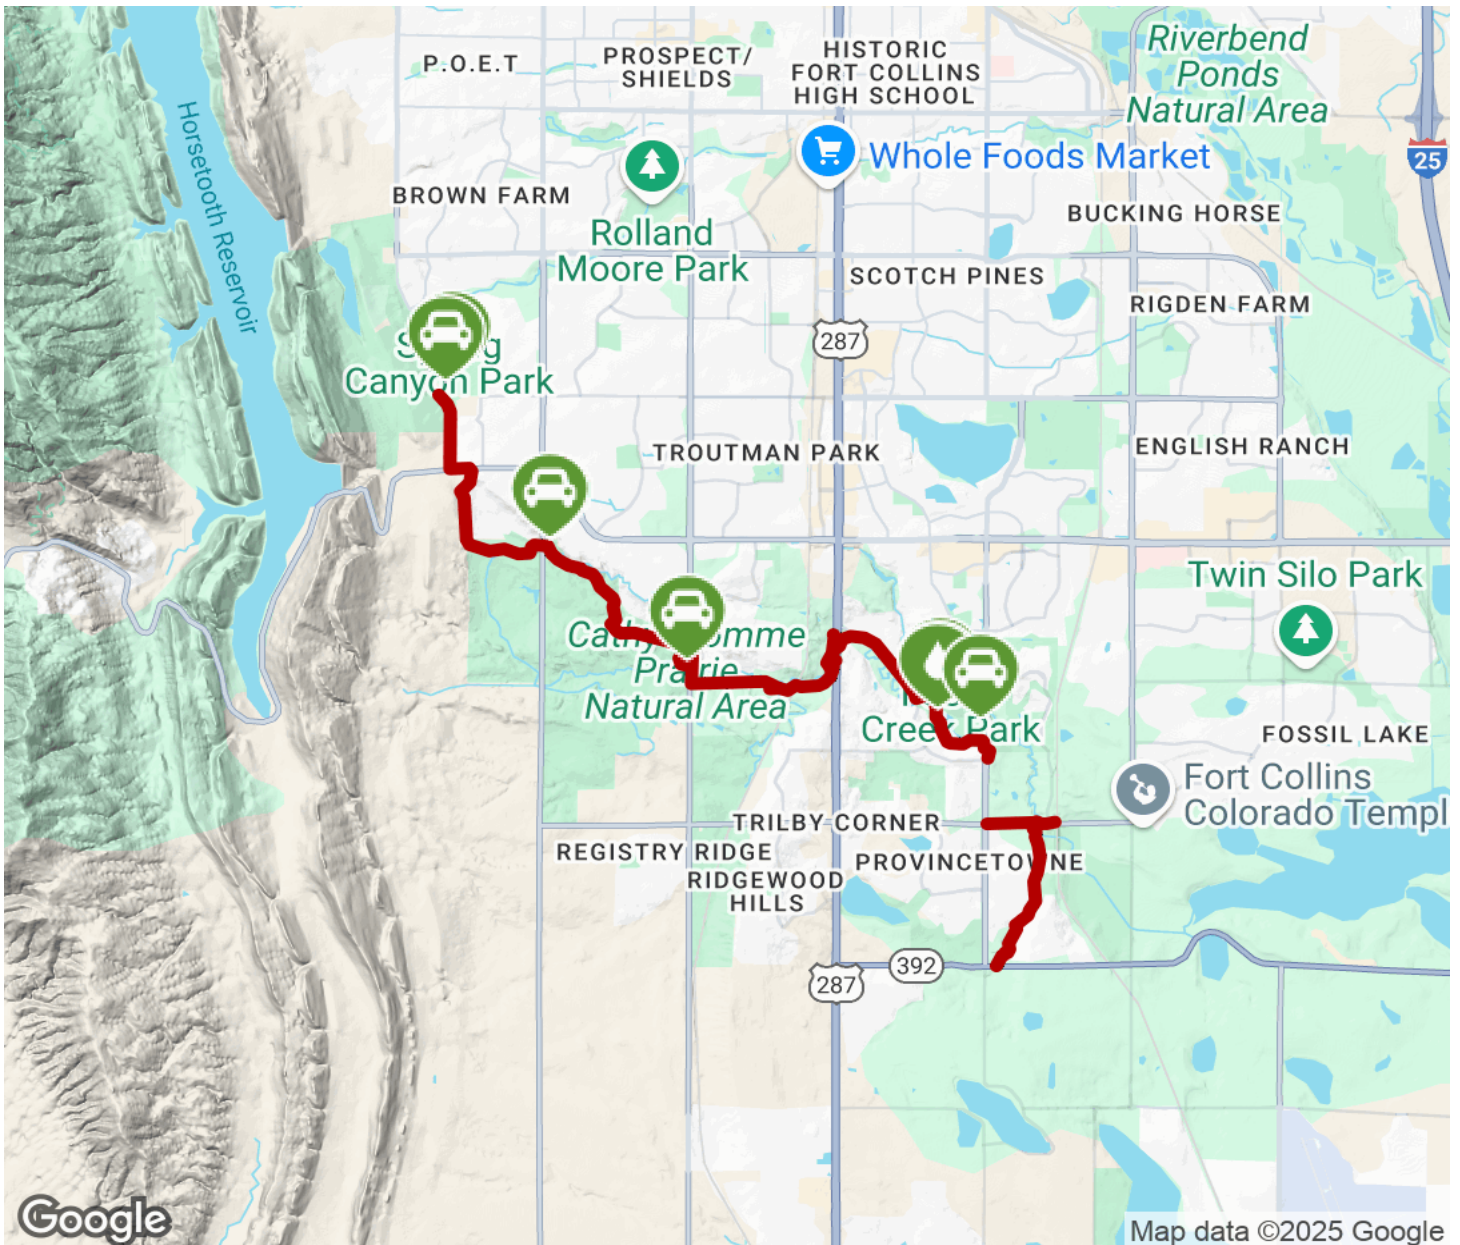 P.O.E.T
PROSPECT/
SHIELDS
HISTORIC
FORT COLLINS
HIGH SCHOOL
Riverbend
Ponds
Natural Area
25
Horsetooth Reservoir
Whole Foods Market
BROWN FARM
Rolland
Moore Park
BUCKING HORSE
SCOTCH PINES
RIGDEN FARM
287
Canyon Park
TROUTMAN PARK
ENGLISH RANCH
Twin Silo Park
Prairie
Natural Area
Creek Park
FOSSIL LAKE
Fort Collins
Colorado Templ
TRILBY CORNER
REGISTRY RIDGE
PROVINCETOWNE
RIDGEWOOD
HILLS
392
287
Google
Map data ©2025 Google